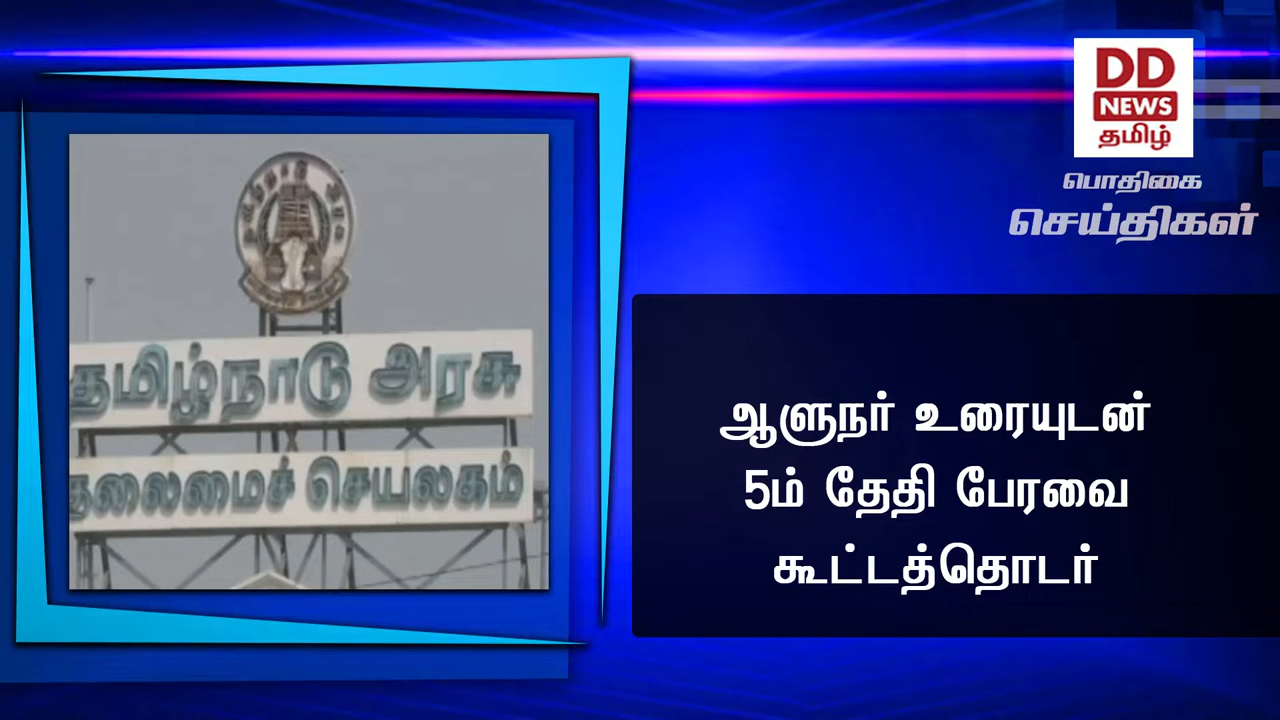 DD
NEWS
தமிழ்
பொதிகை
செய்திகள்
தமிழ்நாடு அரசு
தலைமைச் செயலகம்
ஆளுநர் உரையுடன்
5ம் தேதி பேரவை
கூட்டத்தொடர்